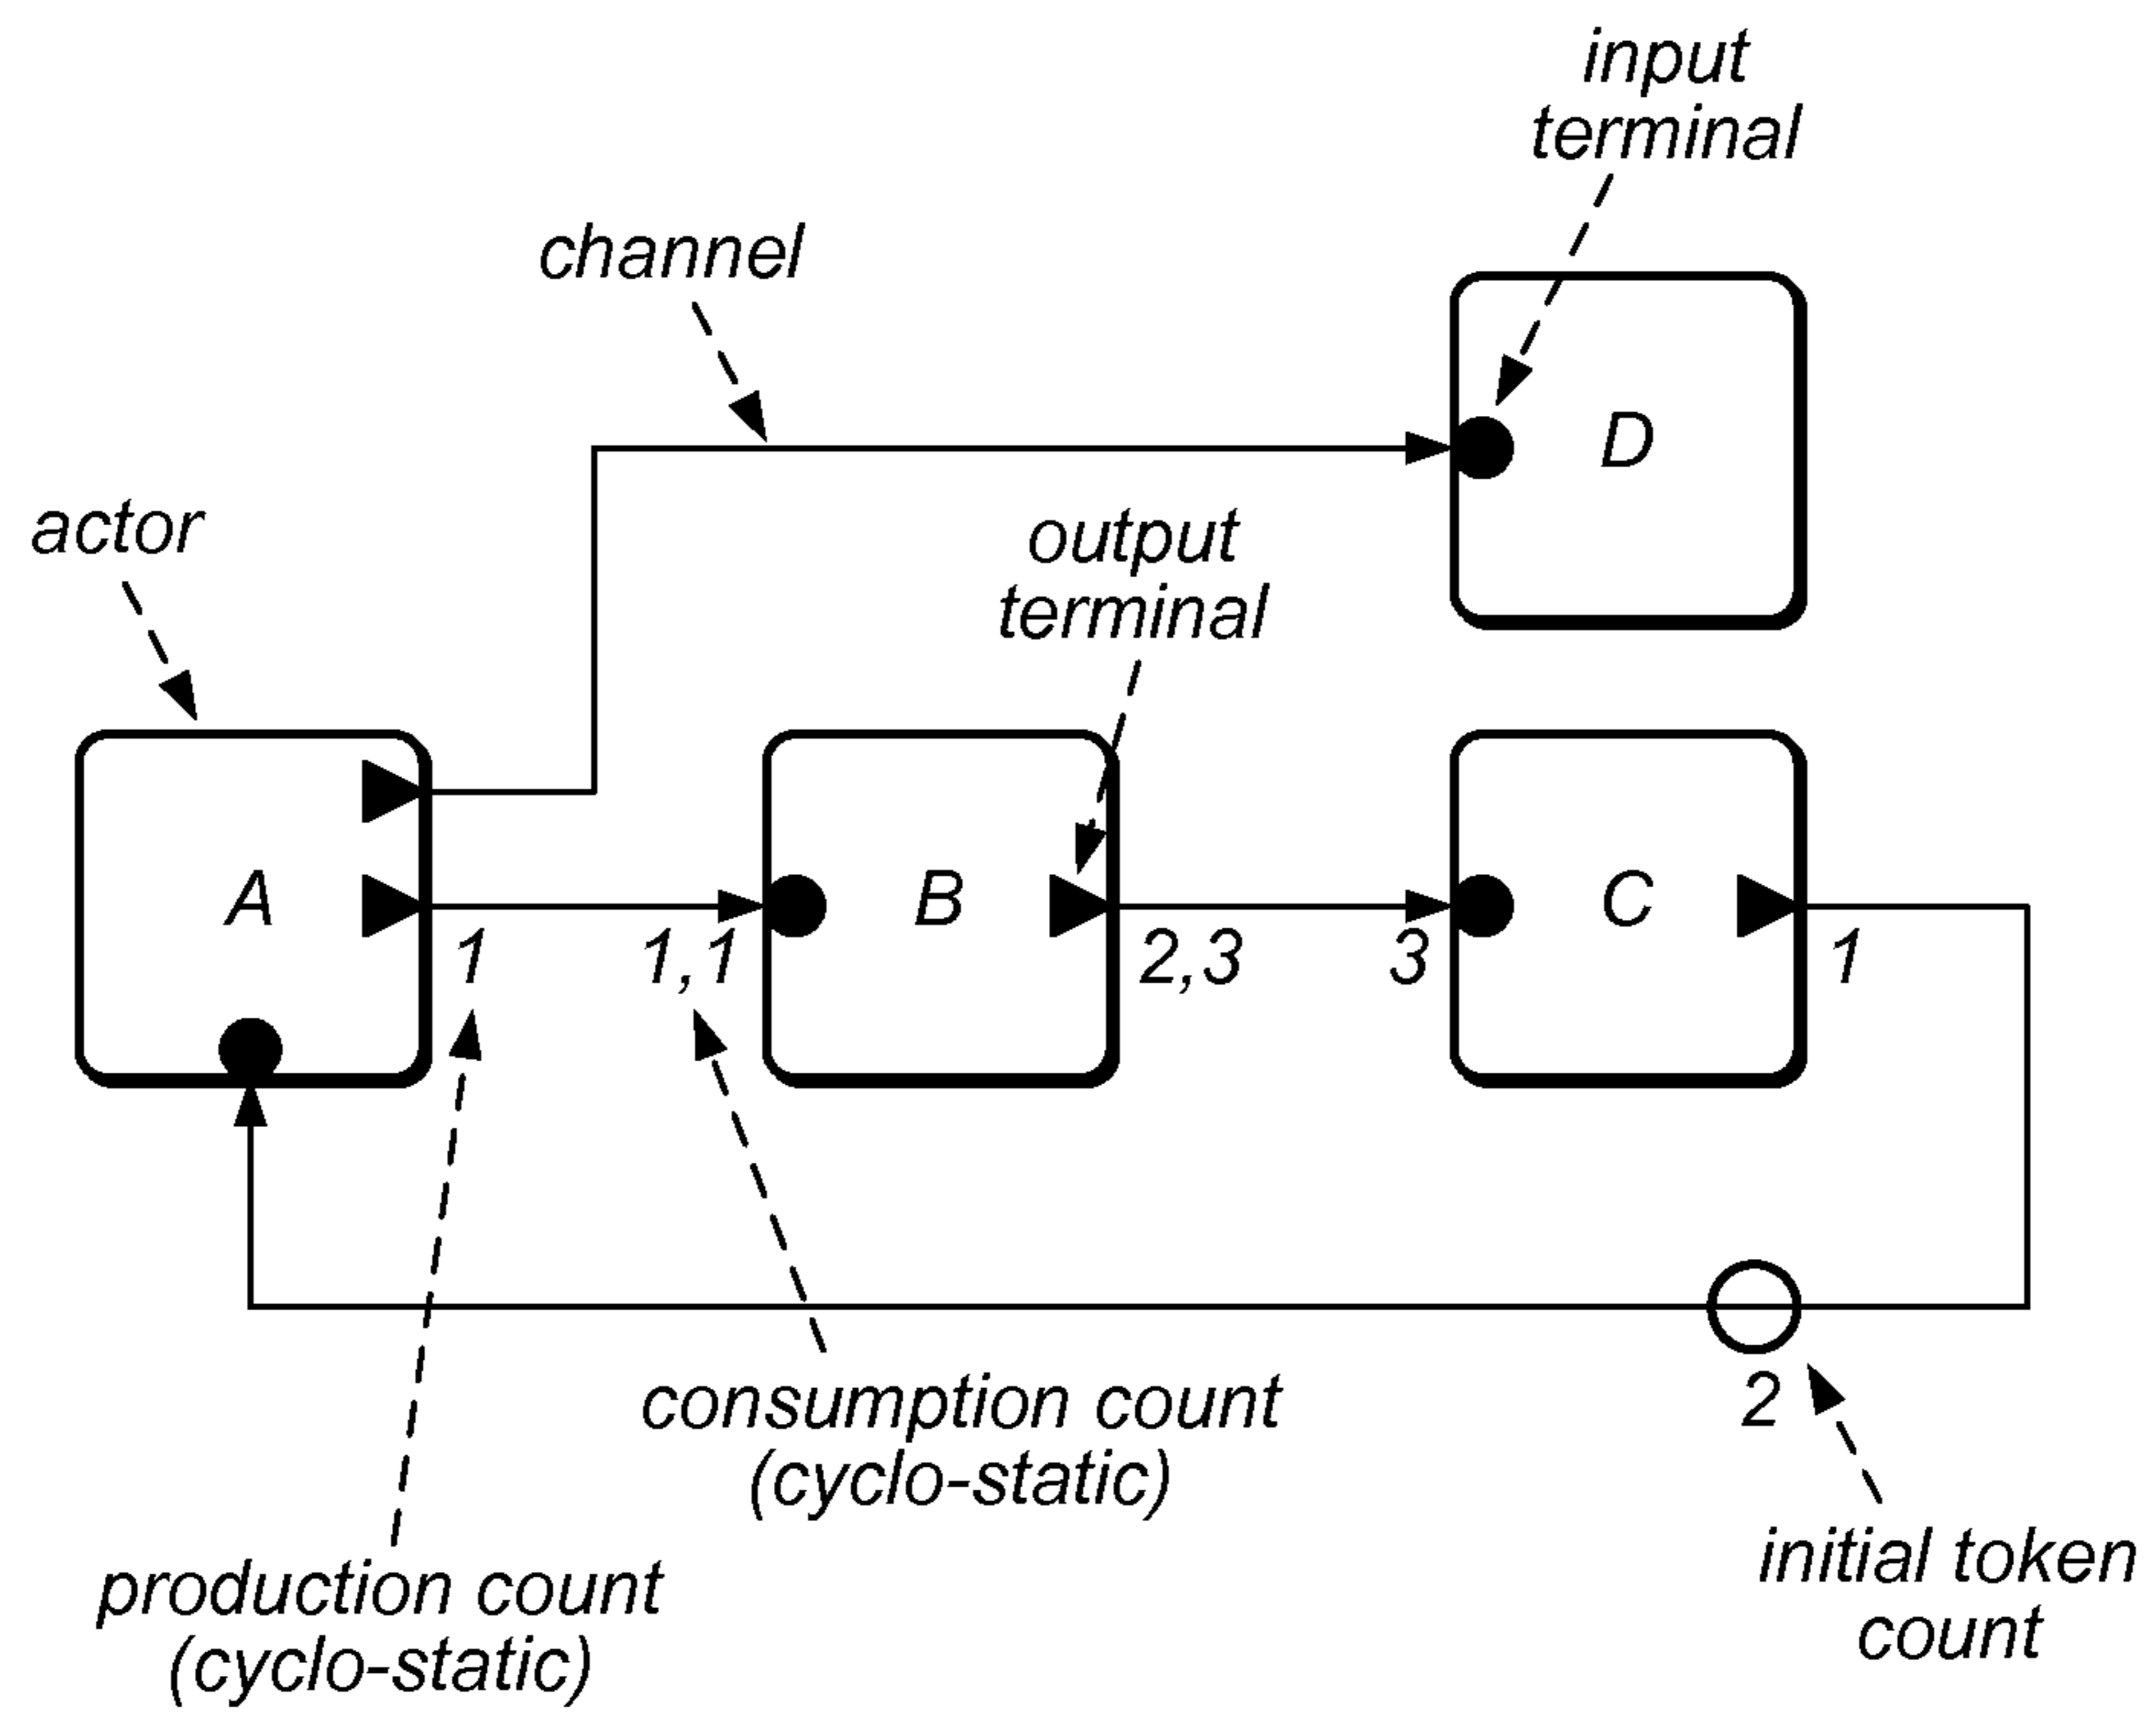 input
terminal
channel
D
actor
output
terminal
A
B
C
1
1,1
2,3
3
1
consumption count
(cyclo-static)
2
production count
(cyclo-static)
initial token
count